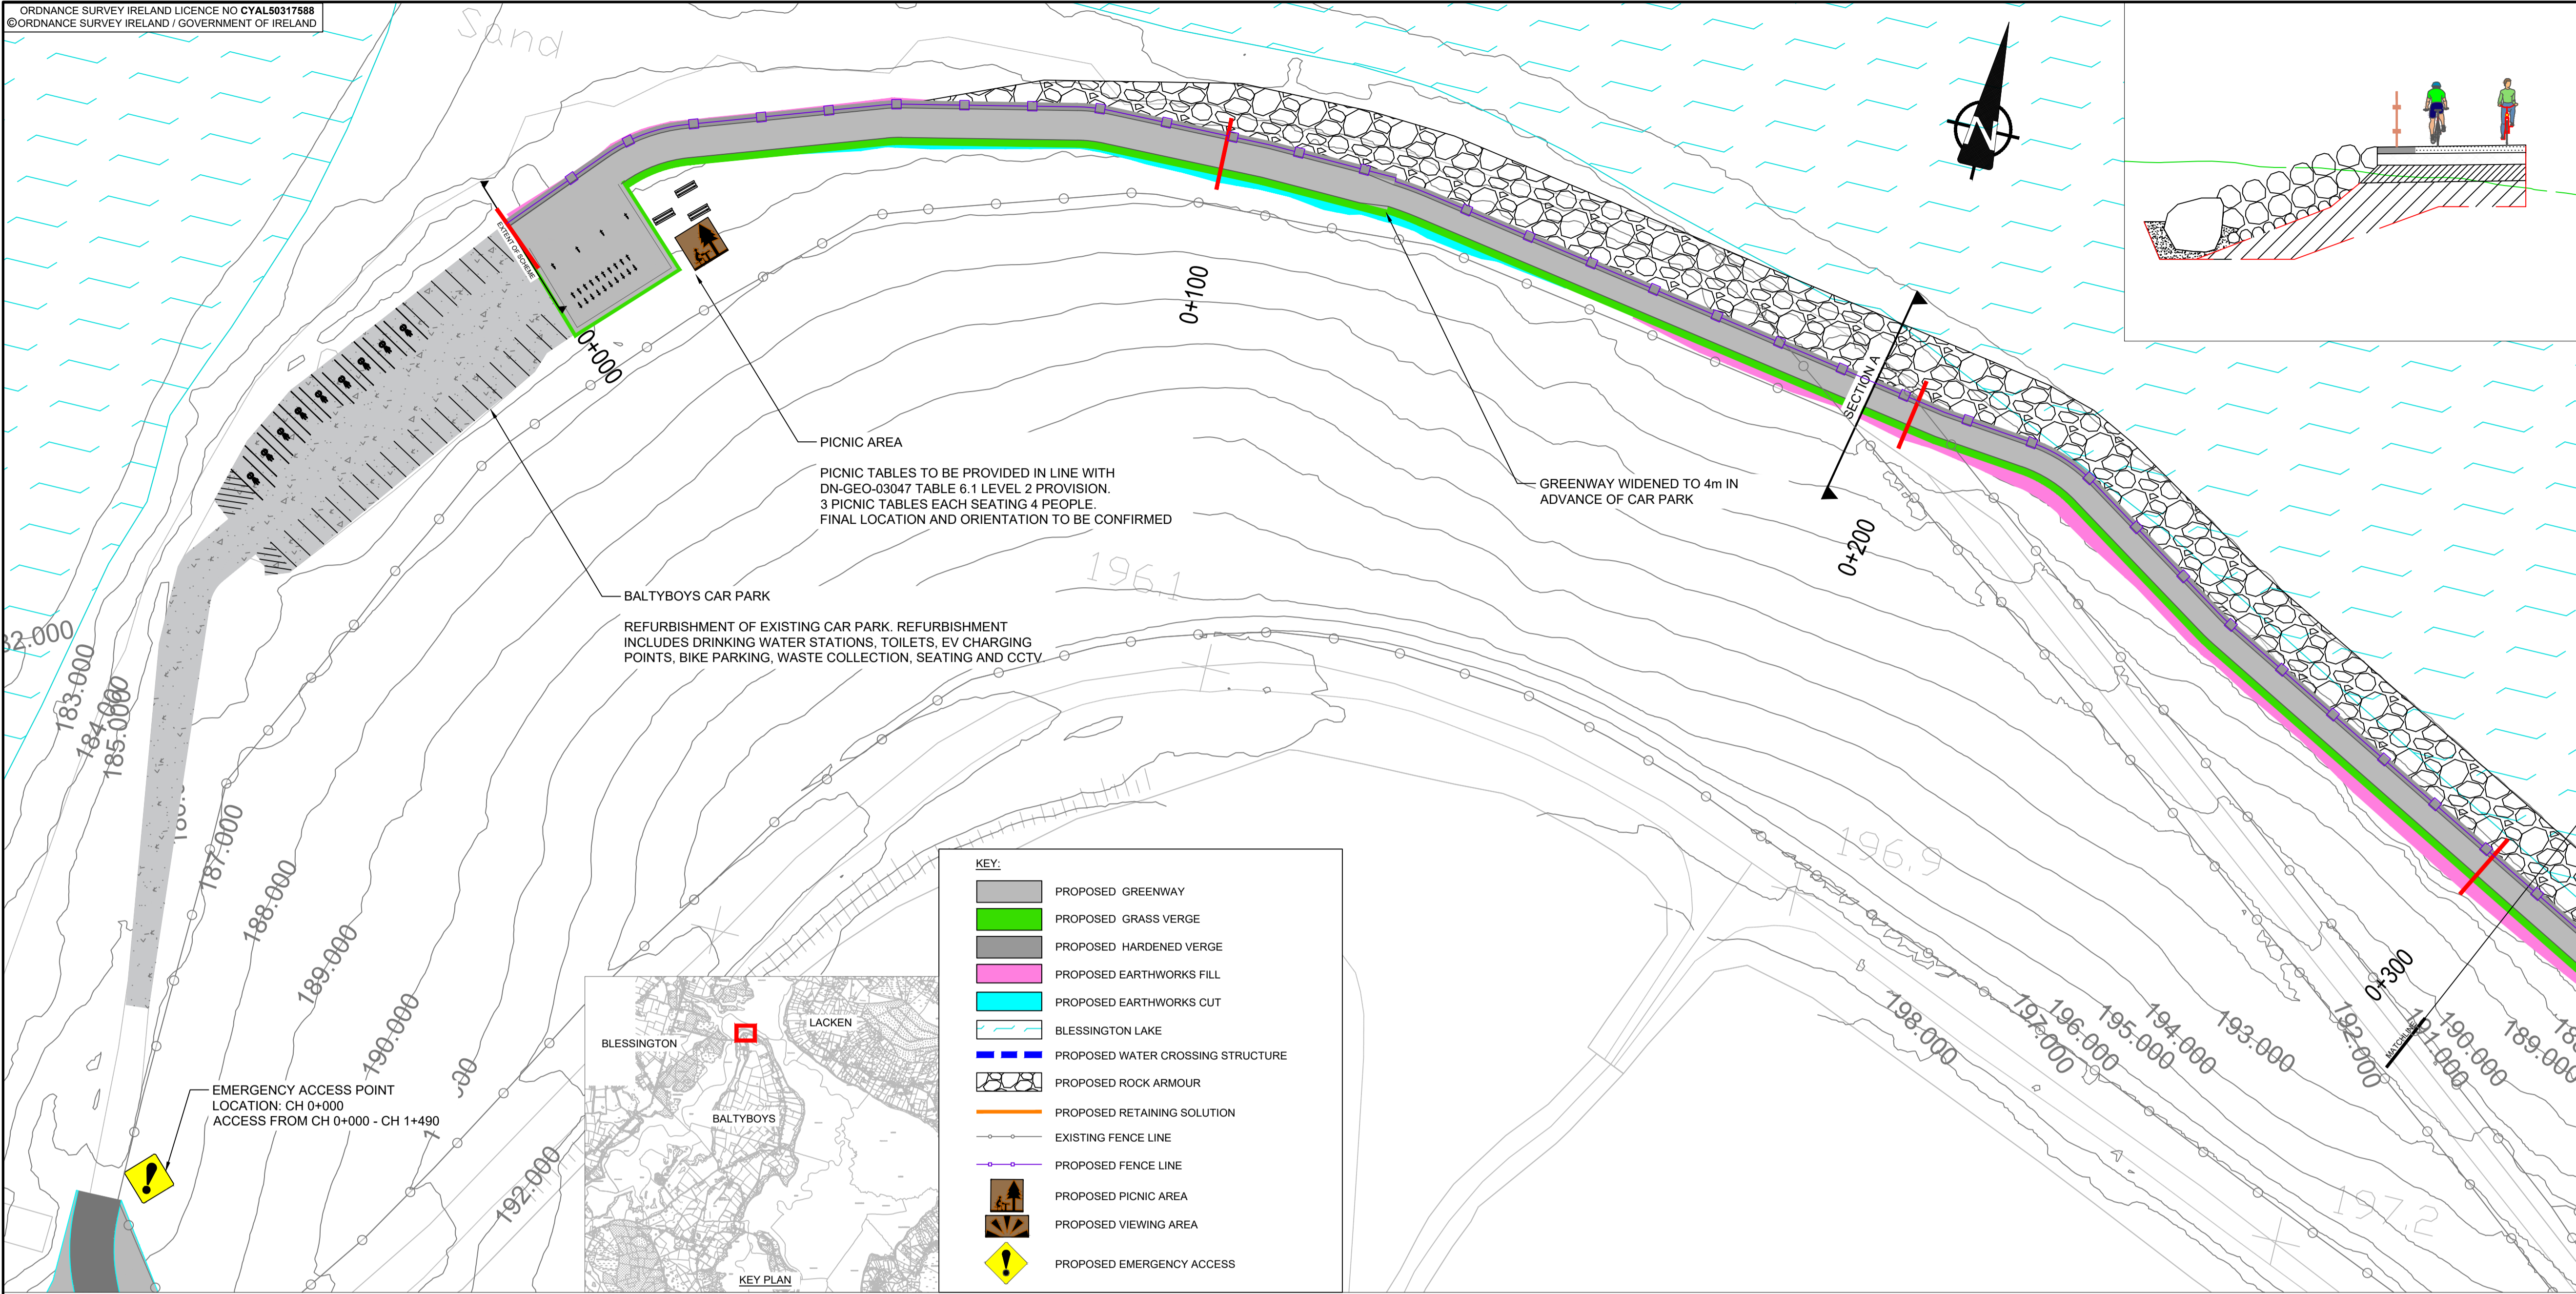 ORDNANCE SURVEY IRELAND LICENCE NO CYAL50317588
©ORDNANCE SURVEY IRELAND / GOVERNMENT OF IRELAND
Sand
N
EXTENT OF SCHEME
0+000
0+100
SECTION A
0+200
0+300
MATCHLINE
PICNIC AREA
PICNIC TABLES TO BE PROVIDED IN LINE WITH
DN-GEO-03047 TABLE 6.1 LEVEL 2 PROVISION.
3 PICNIC TABLES EACH SEATING 4 PEOPLE.
FINAL LOCATION AND ORIENTATION TO BE CONFIRMED
GREENWAY WIDENED TO 4m IN
ADVANCE OF CAR PARK
BALTYBOYS CAR PARK
REFURBISHMENT OF EXISTING CAR PARK. REFURBISHMENT
INCLUDES DRINKING WATER STATIONS, TOILETS, EV CHARGING
POINTS, BIKE PARKING, WASTE COLLECTION, SEATING AND CCTV.
196.1
196.9
197.2
183.000
184.000
185.000
187.000
188.000
189.000
190.000
192.000
198.000
197.000
196.000
195.000
194.000
193.000
192.000
191.000
190.000
189.000
EMERGENCY ACCESS POINT
LOCATION: CH 0+000
ACCESS FROM CH 0+000 - CH 1+490
BLESSINGTON
LACKEN
BALTYBOYS
KEY PLAN
KEY:
PROPOSED GREENWAY
PROPOSED GRASS VERGE
PROPOSED HARDENED VERGE
PROPOSED EARTHWORKS FILL
PROPOSED EARTHWORKS CUT
BLESSINGTON LAKE
PROPOSED WATER CROSSING STRUCTURE
PROPOSED ROCK ARMOUR
PROPOSED RETAINING SOLUTION
EXISTING FENCE LINE
PROPOSED FENCE LINE
PROPOSED PICNIC AREA
PROPOSED VIEWING AREA
PROPOSED EMERGENCY ACCESS